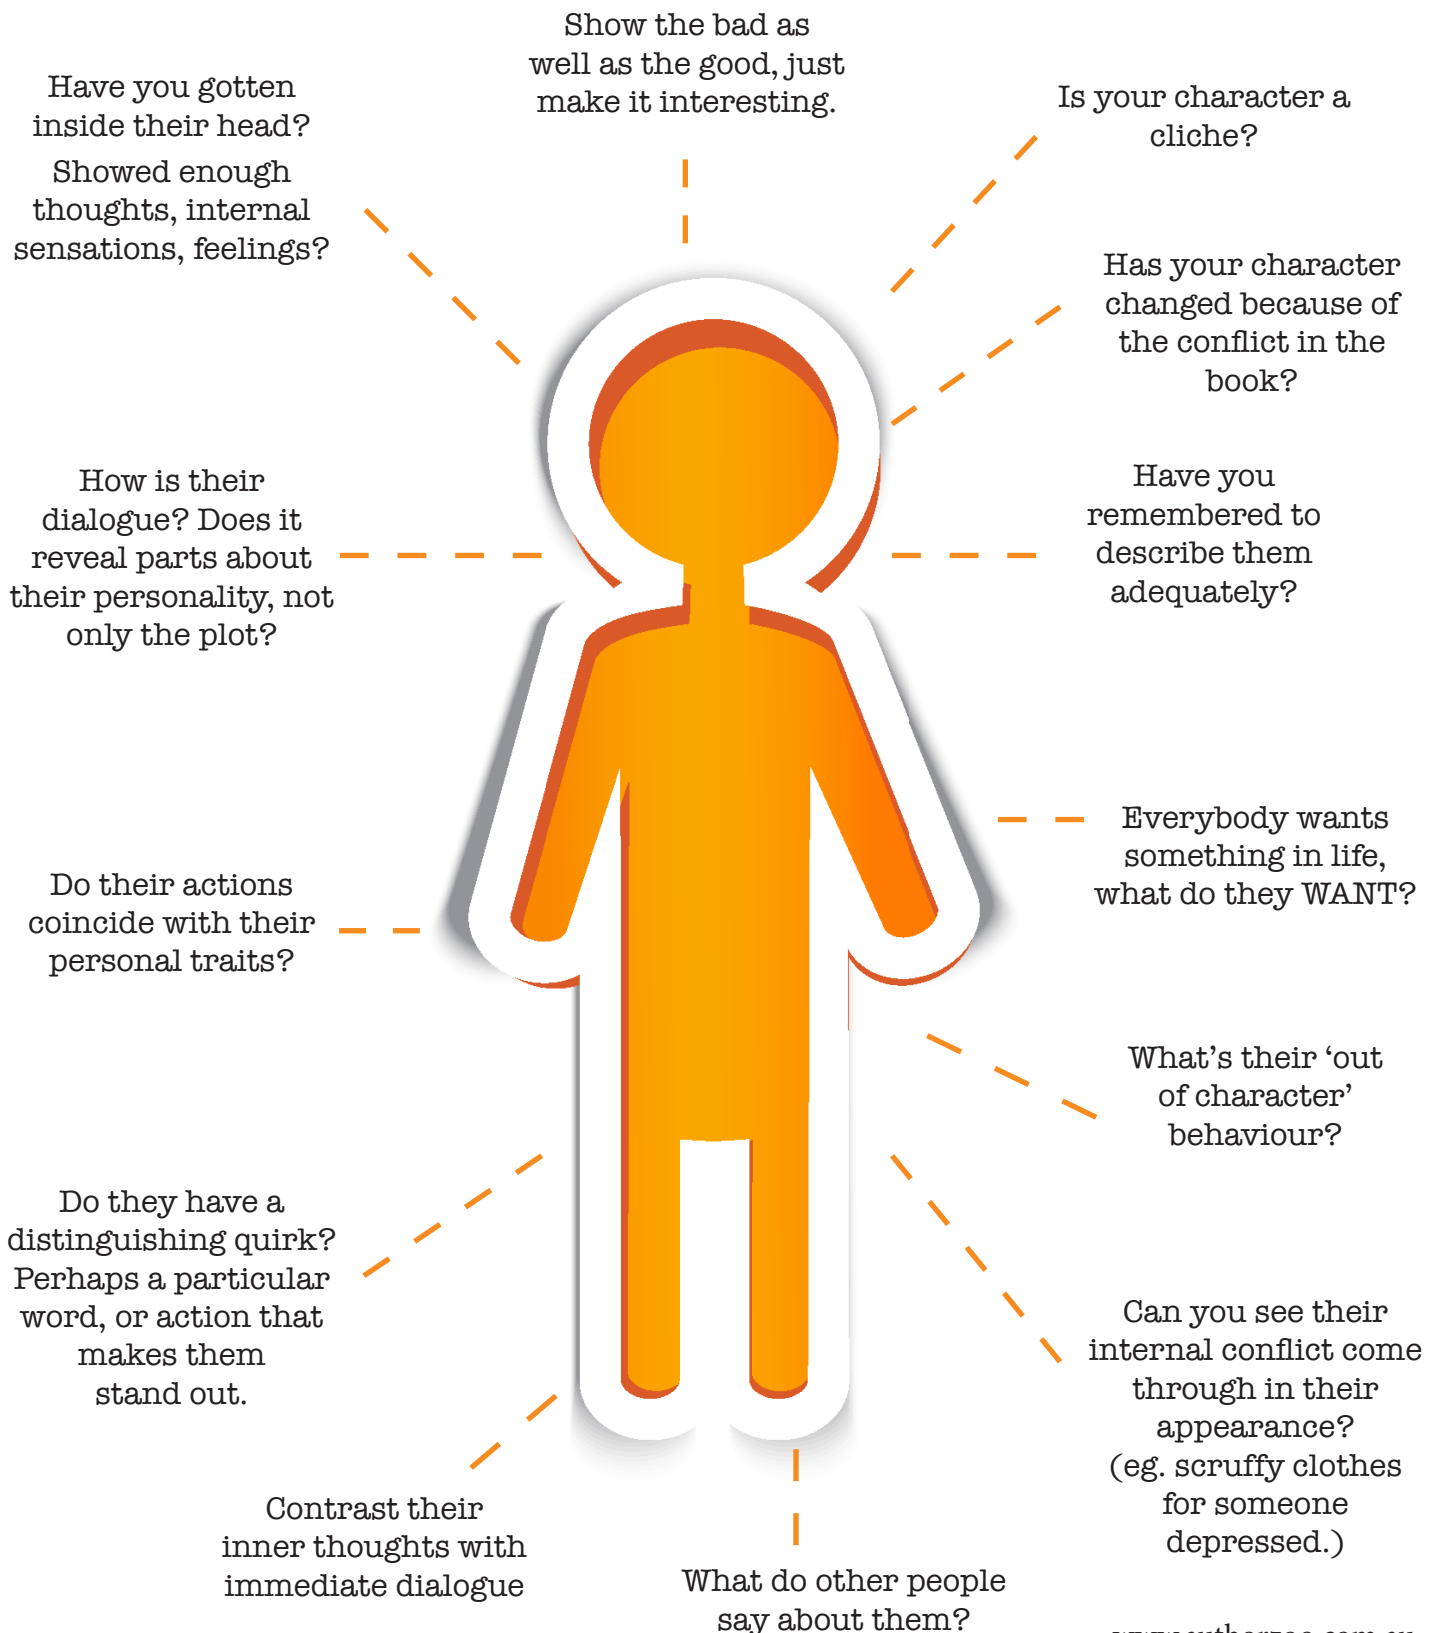 Show the bad as
well as the good, just
make it interesting.
Have you gotten
inside their head?
Showed enough
thoughts, internal
sensations, feelings?
Is your character a
cliche?
Has your character
changed because of
the conflict in the
book?
How is their
dialogue? Does it
reveal parts about
their personality, not
only the plot?
Have you
remembered to
describe them
adequately?
Everybody wants
something in life,
what do they WANT?
Do their actions
coincide with their
personal traits?
What's their ‘out
of character’
behaviour?
Do they have a
distinguishing quirk?
Perhaps a particular
word, or action that
makes them
stand out.
Can you see their
internal conflict come
through in their
appearance?
(eg. scruffy clothes
for someone
depressed.)
Contrast their
inner thoughts with
immediate dialogue
What do other people
say about them?